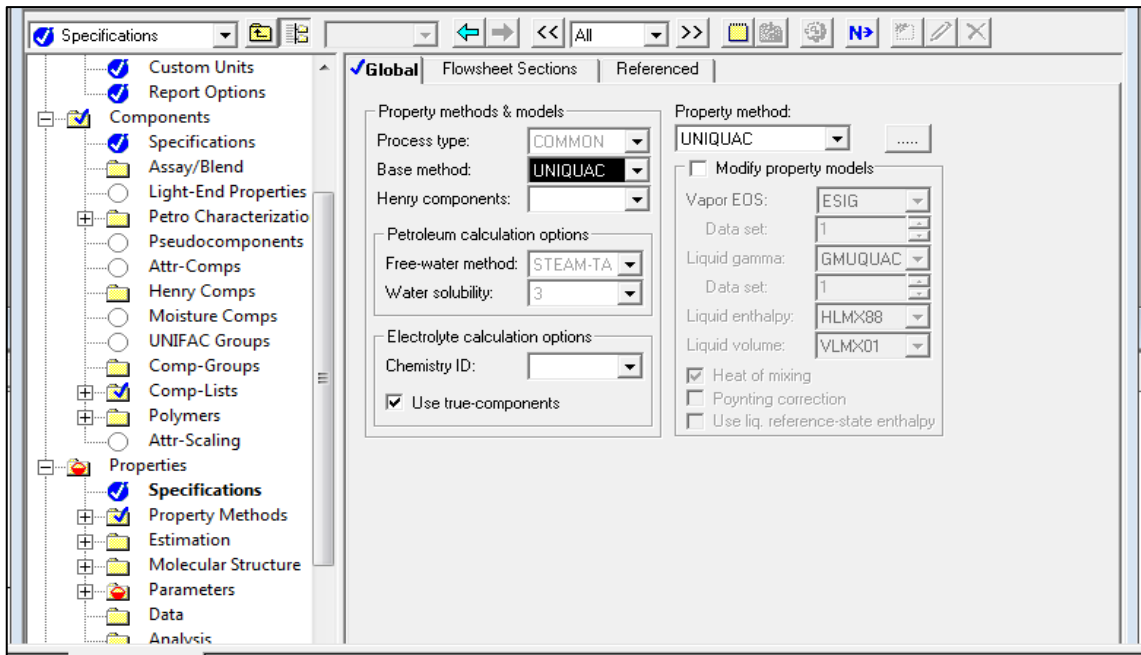 Specifications
<<
All
>>
N
Custom Units
Report Options
Components
Specifications
Assay/Blend
Light-End Properties
Petro Characterizatio
Pseudocomponents
Attr-Comps
Henry Comps
Moisture Comps
UNIFAC Groups
Comp-Groups
Comp-Lists
Polymers
Attr-Scaling
Properties
Specifications
Property Methods
Estimation
Molecular Structure
Parameters
Data
Analysis
Global
Flowsheet Sections
Referenced
Property methods & models
Process type: COMMON
Base method: UNIQUAC
Henry components:
Petroleum calculation options
Free-water method: STEAM-TA
Water solubility: 3
Electrolyte calculation options
Chemistry ID:
Use true-components
Property method:
UNIQUAC
.....
Modify property models
Vapor EOS: ESIG
Data set: 1
Liquid gamma: GMUQUAC
Data set: 1
Liquid enthalpy: HLMX88
Liquid volume: VLMX01
Heat of mixing
Poynting correction
Use liq. reference-state enthalpy